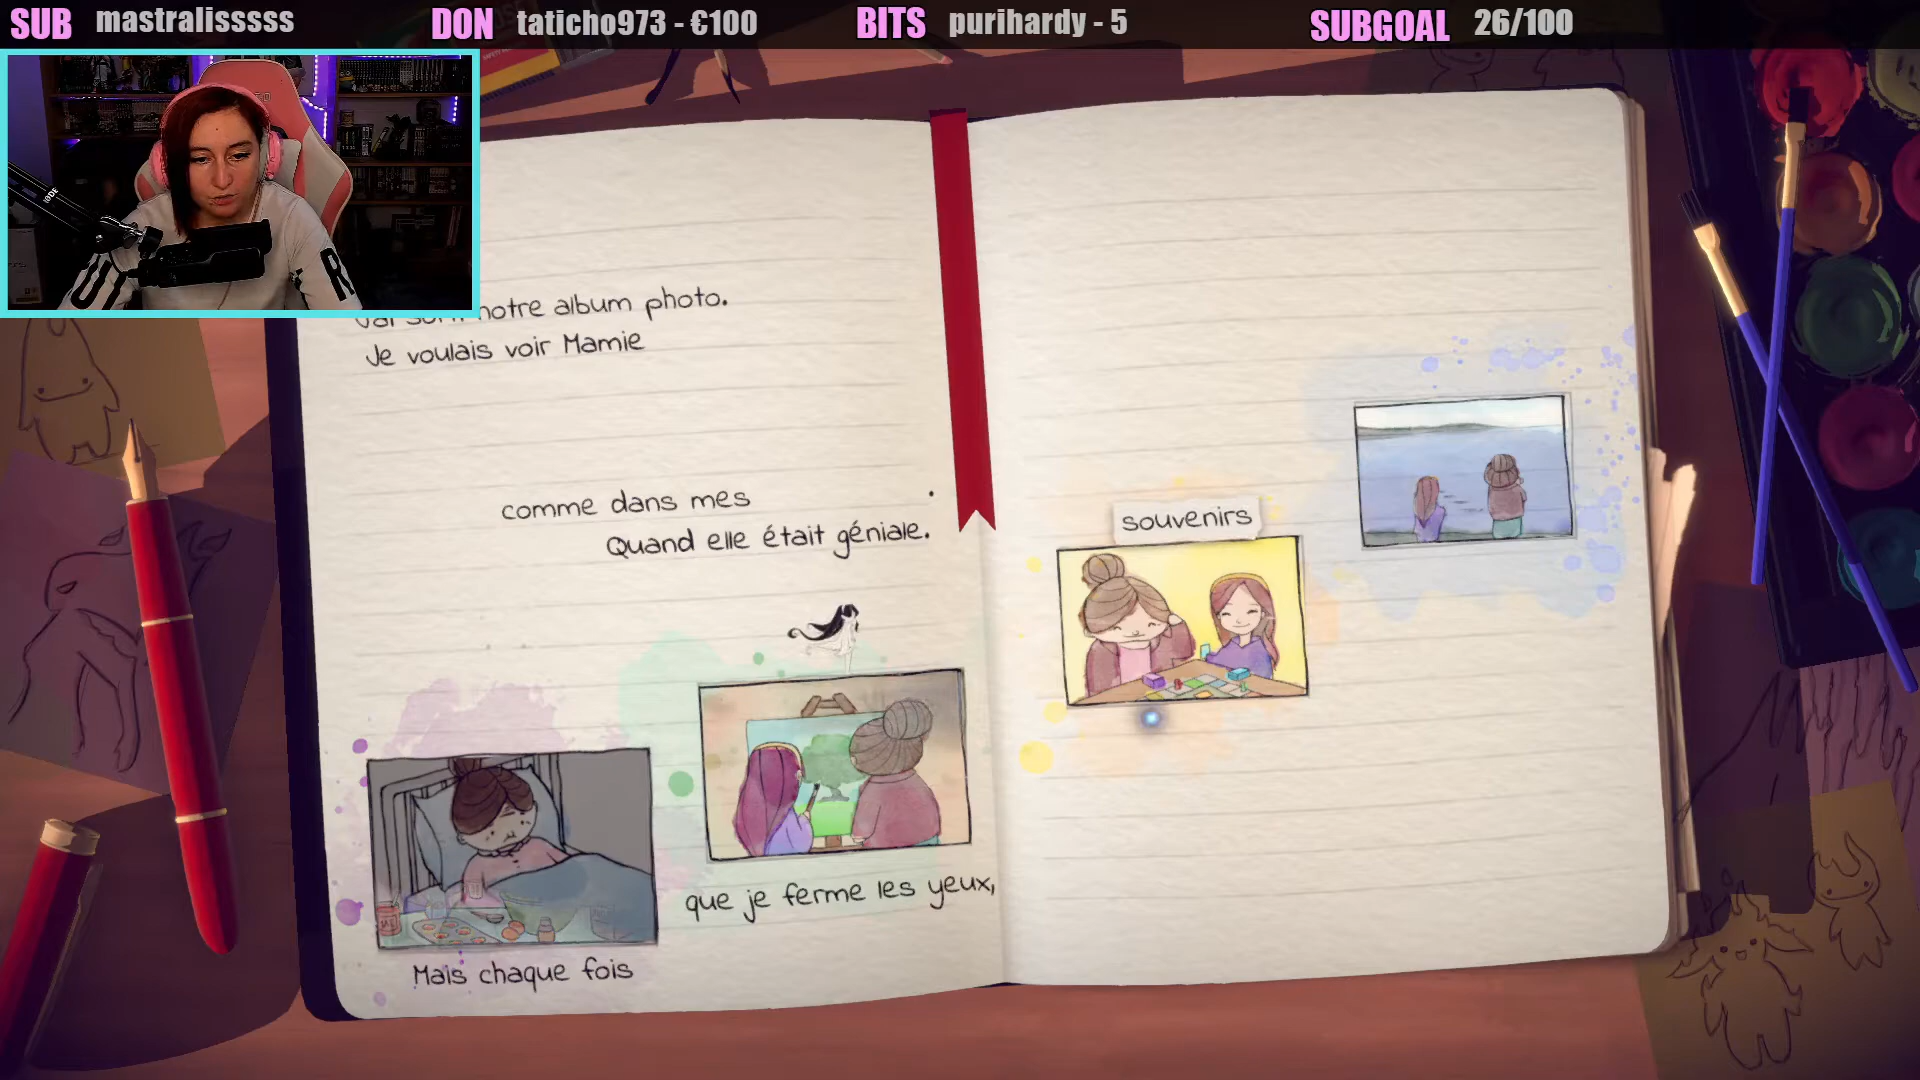 SUB mastralisssss DON taticho973 - €100 BITS purihardy - 5 SUBGOAL 26/100
notre album photo.
Je voulais voir Mamie
comme dans mes .
Quand elle était géniale.
souvenirs
que je ferme les yeux,
Mais chaque fois